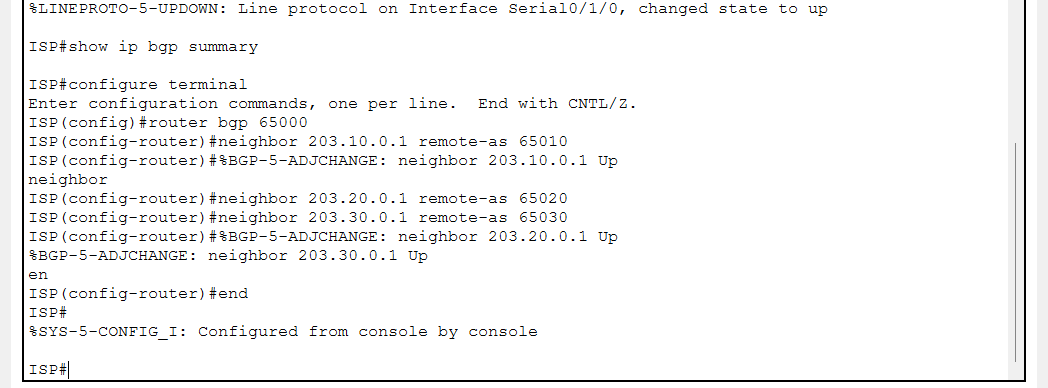 %LINEPROTO-5-UPDOWN: Line protocol on Interface Serial0/1/0, changed state to up
ISP#show ip bgp summary
ISP#configure terminal
Enter configuration commands, one per line.  End with CNTL/Z.
ISP(config)#router bgp 65000
ISP(config-router)#neighbor 203.10.0.1 remote-as 65010
ISP(config-router)#%BGP-5-ADJCHANGE: neighbor 203.10.0.1 Up
neighbor
ISP(config-router)#neighbor 203.20.0.1 remote-as 65020
ISP(config-router)#neighbor 203.30.0.1 remote-as 65030
ISP(config-router)#%BGP-5-ADJCHANGE: neighbor 203.20.0.1 Up
%BGP-5-ADJCHANGE: neighbor 203.30.0.1 Up
en
ISP(config-router)#end
ISP#
%SYS-5-CONFIG_I: Configured from console by console
ISP#